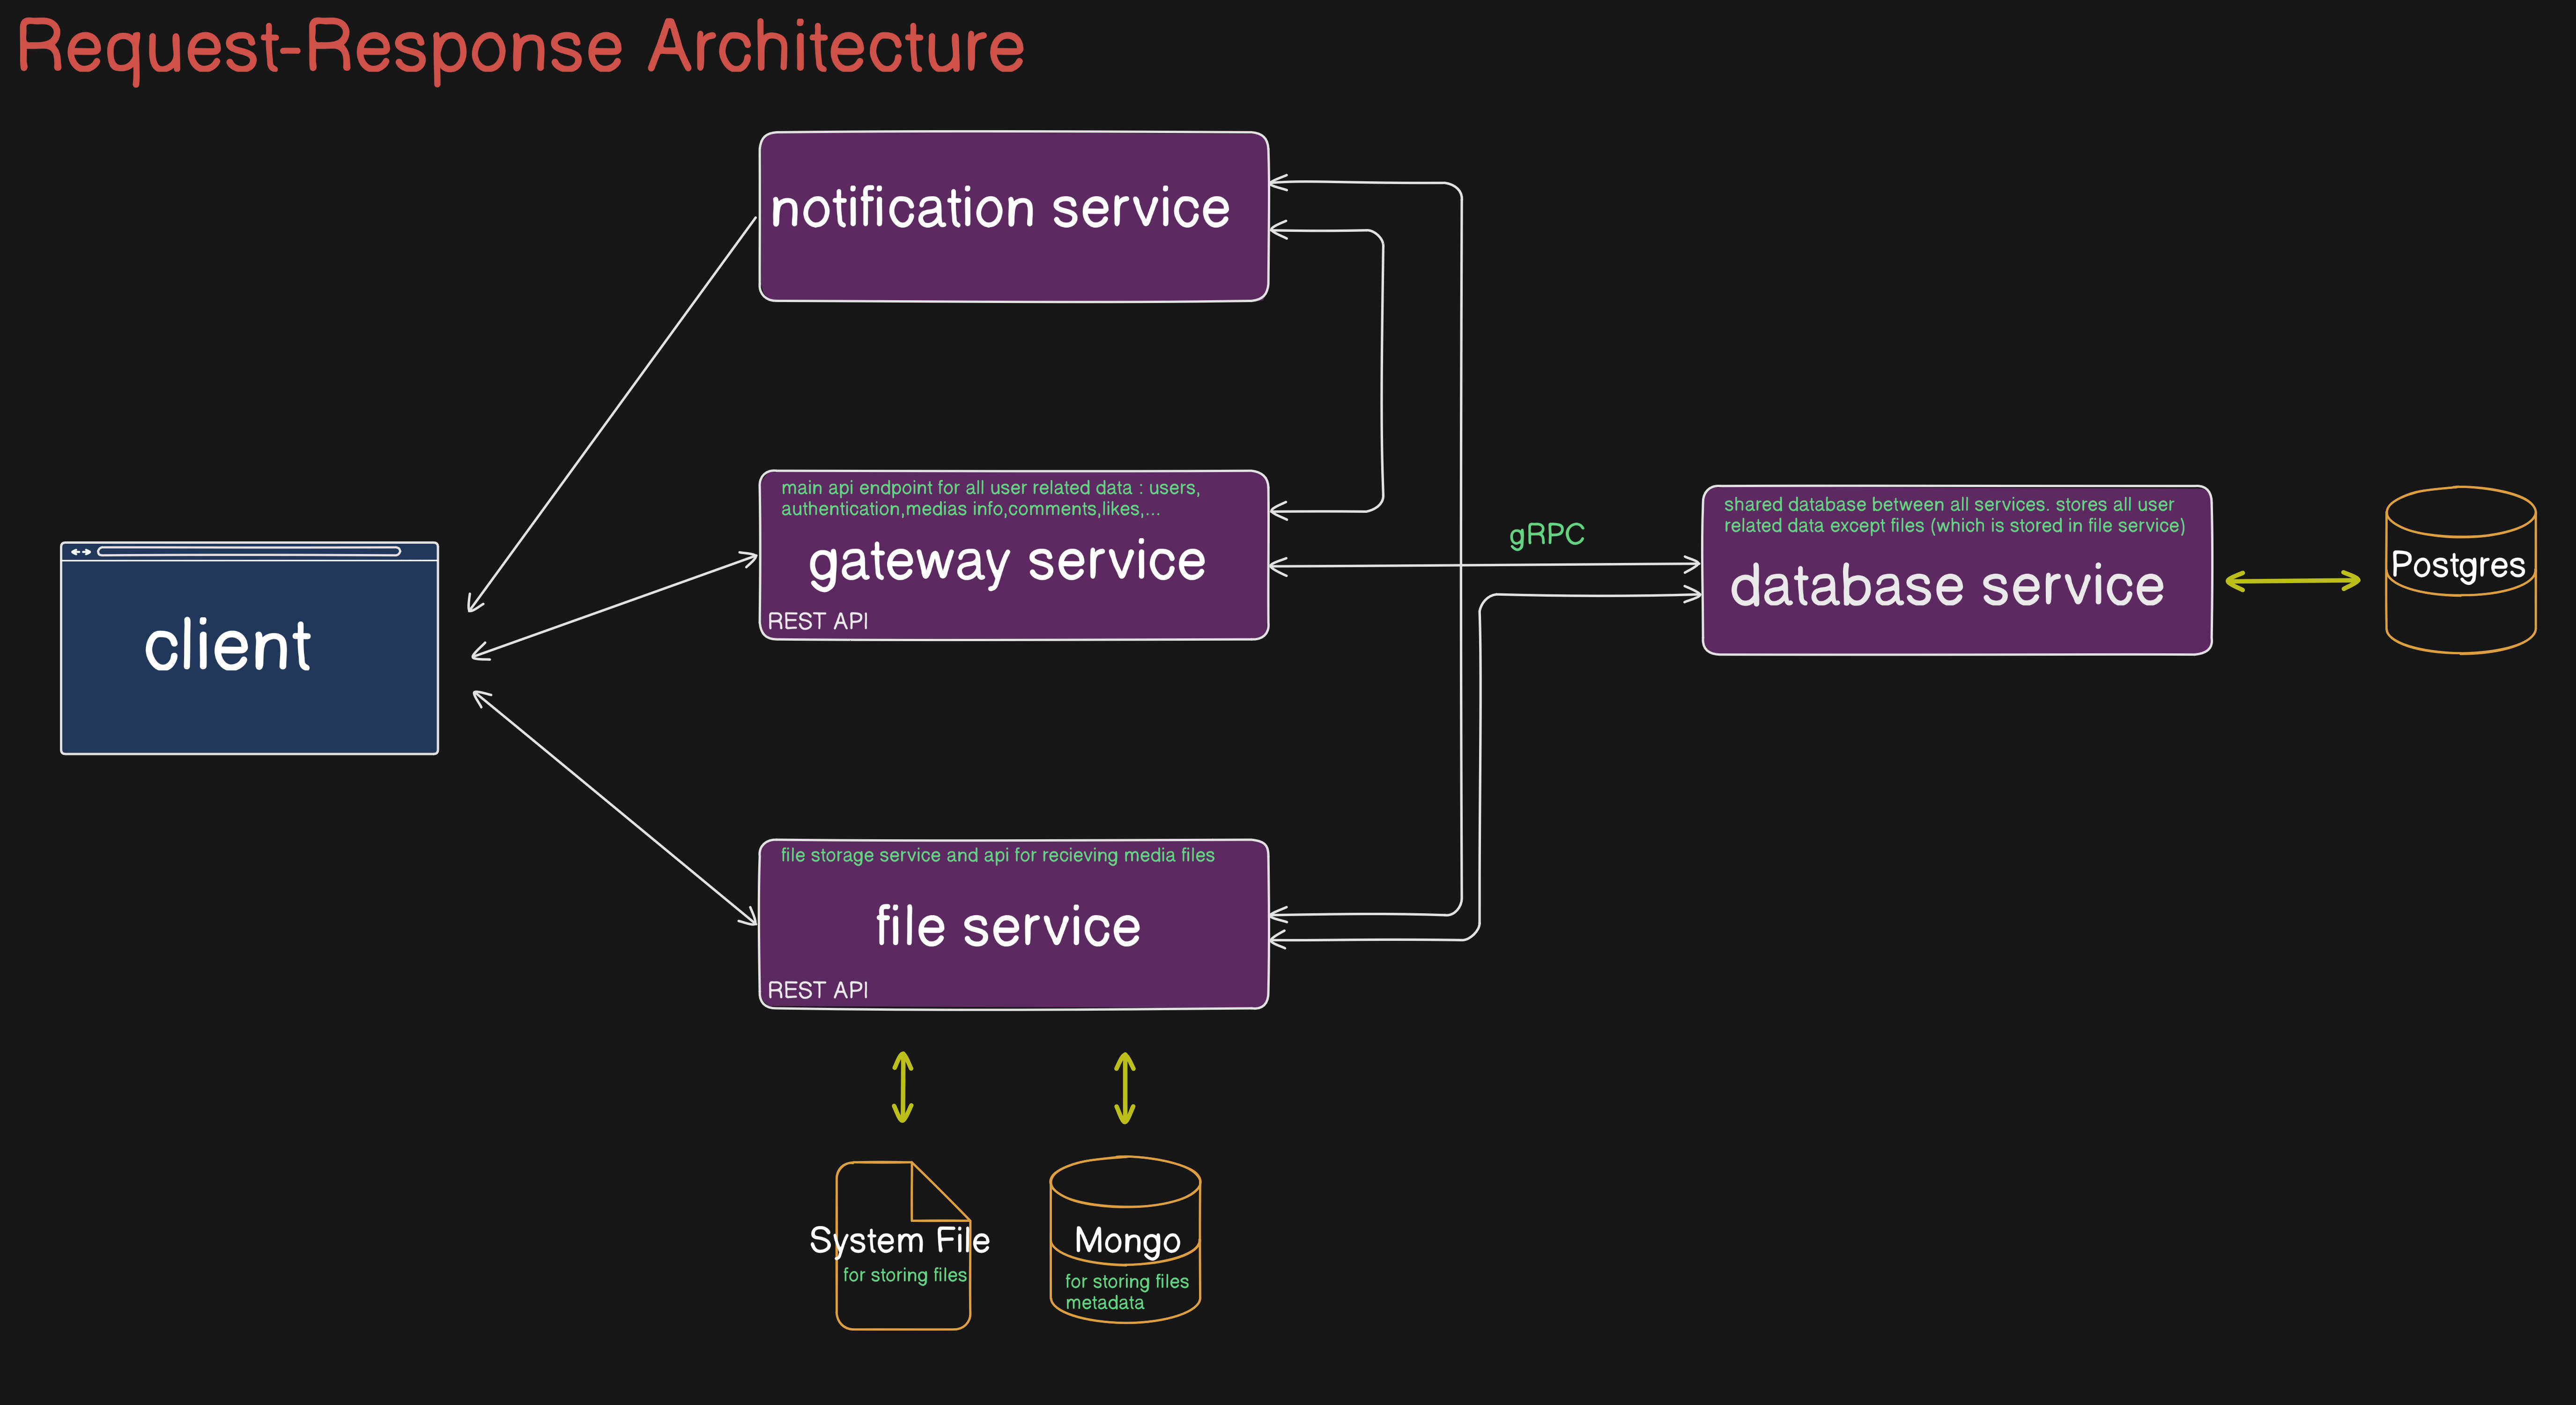 Request-Response Architecture
notification service
main api endpoint for all user related data : users,
authentication,medias info,comments,likes,...
gateway service
REST API
client
gRPC
shared database between all services. stores all user
related data except files (which is stored in file service)
database service
Postgres
file storage service and api for recieving media files
file service
REST API
System File
for storing files
Mongo
for storing files
metadata